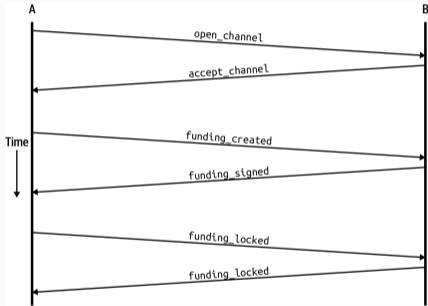 A
B
open_channel
accept_channel
funding_created
Time
funding_signed
funding_locked
funding_locked